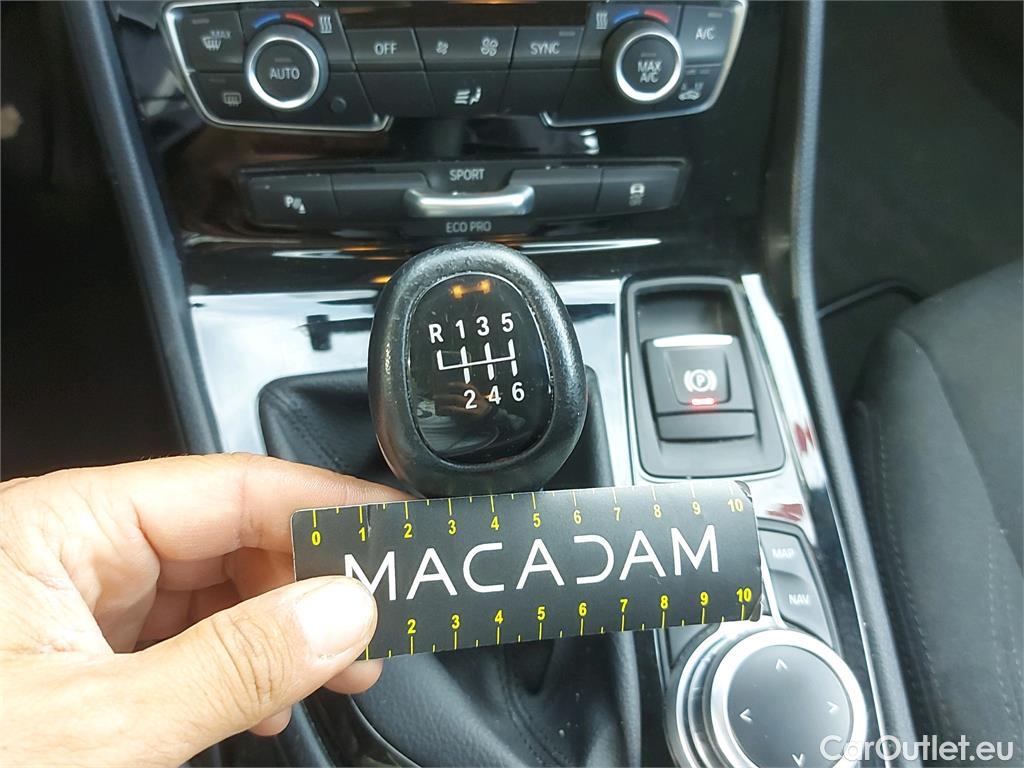 MAX
OFF
SYNC
A/C
AUTO
MAX
A/C
SPORT
P
ECO PRO
R 1 3 5
2 4 6
P
0 1 2 3 4 5 6 7 8 9 10
MACADAM
2 3 4 5 6 7 8 9 10
MAP
NAV
CarOutlet.eu